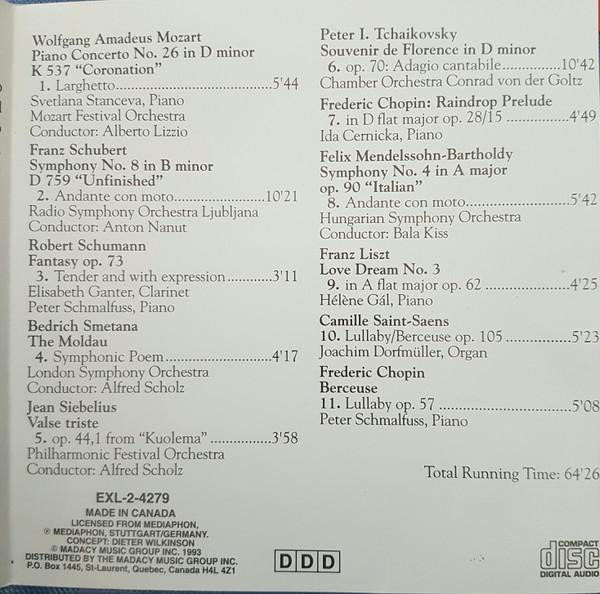 Wolfgang Amadeus Mozart
Piano Concerto No. 26 in D minor
K 537 “Coronation”
1. Larghetto.....................................5'44
Svetlana Stanceva, Piano
Mozart Festival Orchestra
Conductor: Alberto Lizzio
Franz Schubert
Symphony No. 8 in B minor
D 759 “Unfinished”
2. Andante con moto......................10'21
Radio Symphony Orchestra Ljubljana
Conductor: Anton Nanut
Robert Schumann
Fantasy op. 73
3. Tender and with expression...........3'11
Elisabeth Ganter, Clarinet
Peter Schmalfuss, Piano
Bedrich Smetana
The Moldau
4. Symphonic Poem.........................4'17
London Symphony Orchestra
Conductor: Alfred Scholz
Jean Siebelius
Valse triste
5. op. 44,1 from “Kuolema” ...............3'58
Philharmonic Festival Orchestra
Conductor: Alfred Scholz
EXL-2-4279
MADE IN CANADA
LICENSED FROM MEDIAPHON,
℗ MEDIAPHON, STUTTGART/GERMANY.
CONCEPT: DIETER WILKINSON
© MADACY MUSIC GROUP INC. 1993
DISTRIBUTED BY THE MADACY MUSIC GROUP INC.
P.O. Box 1445, St-Laurent, Quebec, Canada H4L 4Z1
Peter I. Tchaikovsky
Souvenir de Florence in D minor
6. op. 70: Adagio cantabile..............10'42
Chamber Orchestra Conrad von der Goltz
Frederic Chopin: Raindrop Prelude
7. in D flat major op. 28/15 ...............4'49
Ida Cernicka, Piano
Felix Mendelssohn-Bartholdy
Symphony No. 4 in A major
op. 90 “Italian”
8. Andante con moto.........................5'42
Hungarian Symphony Orchestra
Conductor: Bala Kiss
Franz Liszt
Love Dream No. 3
9. in A flat major op. 62 ....................4'25
Hélène Gál, Piano
Camille Saint-Saens
10. Lullaby/Berceuse op. 105 ..............5'23
Joachim Dorfmüller, Organ
Frederic Chopin
Berceuse
11. Lullaby op. 57 ..............................5'08
Peter Schmalfuss, Piano
Total Running Time: 64'26
DDD
COMPACT
disc
DIGITAL AUDIO